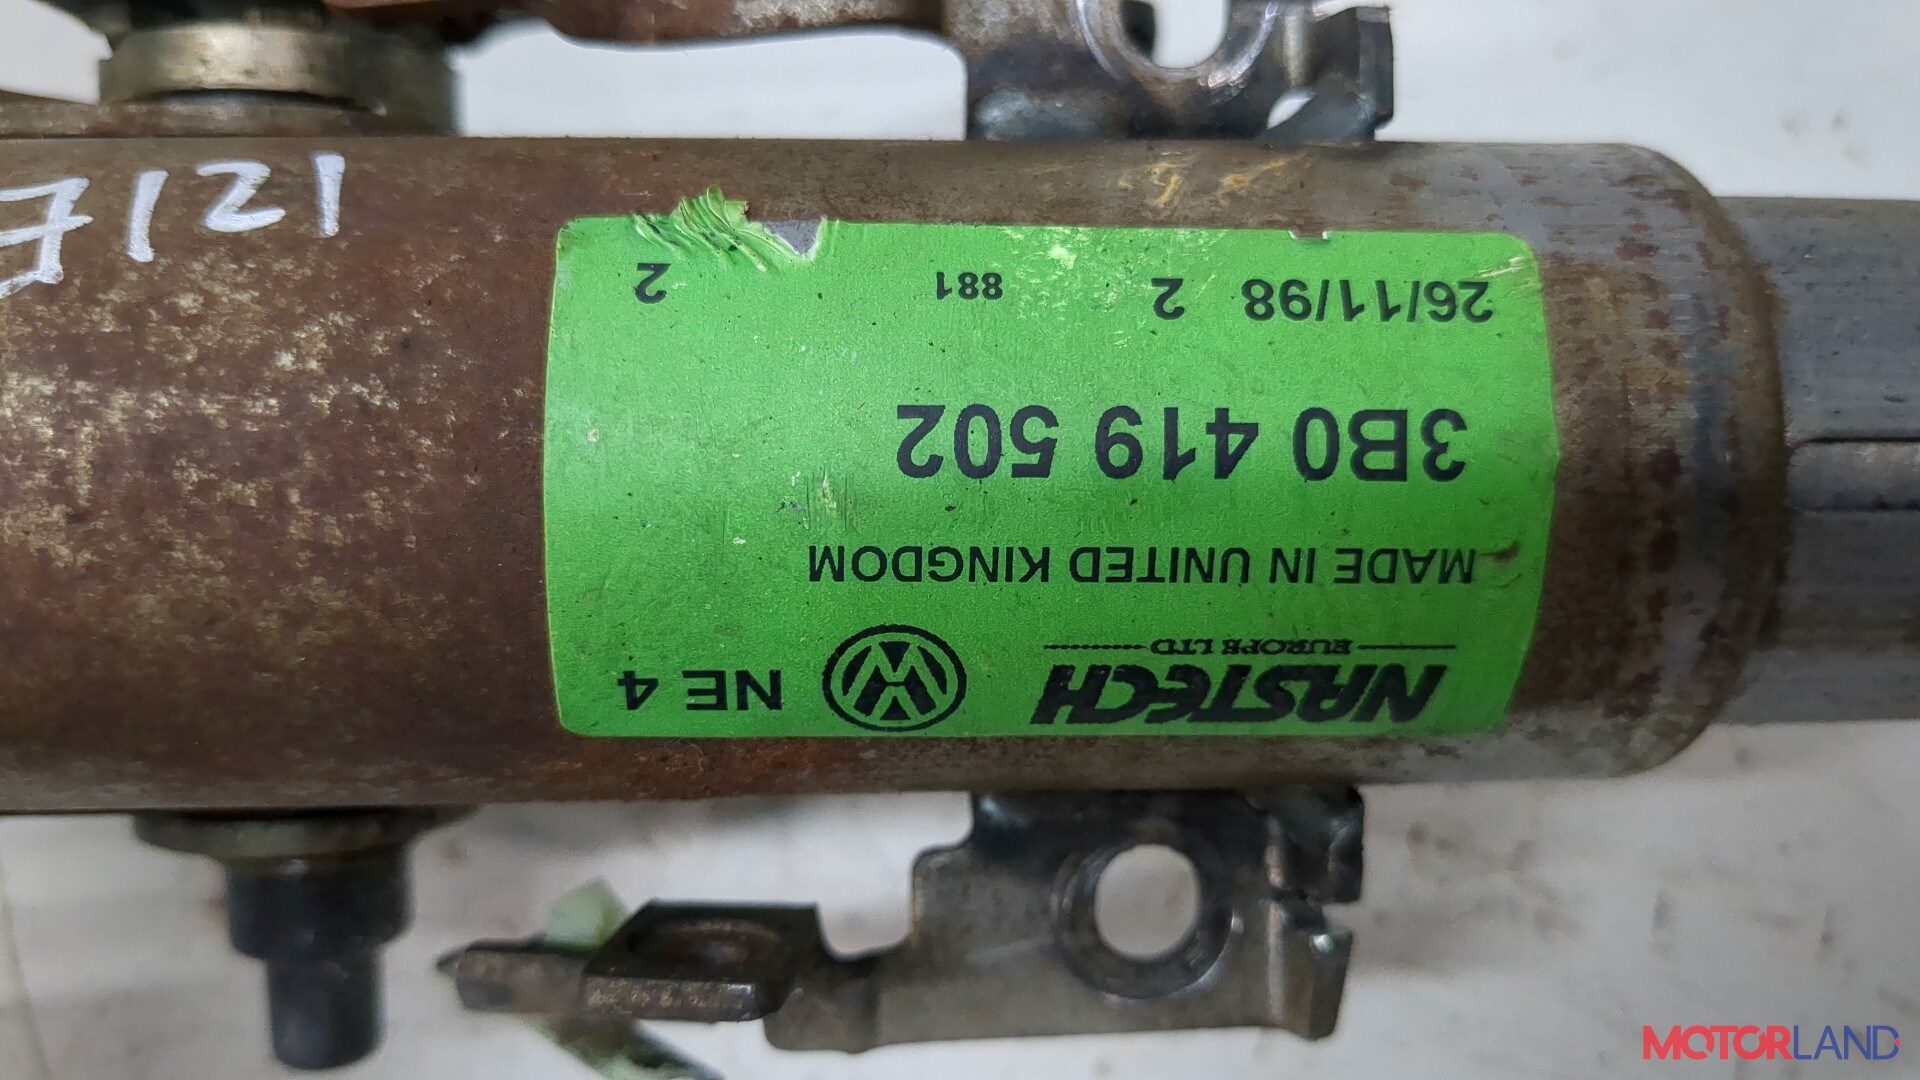 NASTECH VW NE 4
EUROPE LTD
MADE IN UNITED KINGDOM
3B0 419 502
26/11/98 2 881 2
MOTORLAND